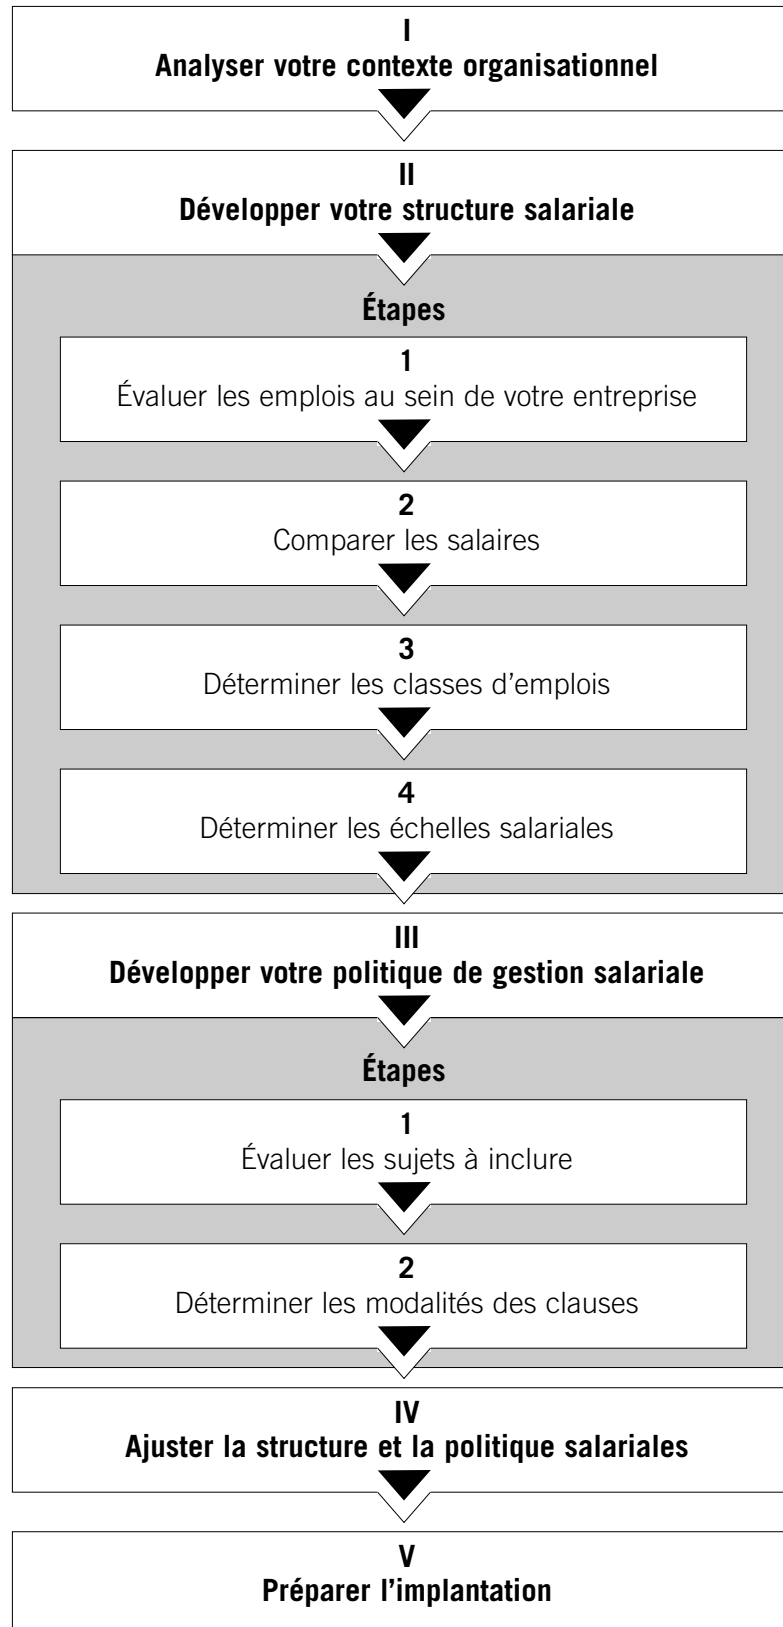 I
Analyser votre contexte organisationnel
II
Développer votre structure salariale
Étapes
1
Évaluer les emplois au sein de votre entreprise
2
Comparer les salaires
3
Déterminer les classes d’emplois
4
Déterminer les échelles salariales
III
Développer votre politique de gestion salariale
Étapes
1
Évaluer les sujets à inclure
2
Déterminer les modalités des clauses
IV
Ajuster la structure et la politique salariales
V
Préparer l’implantation